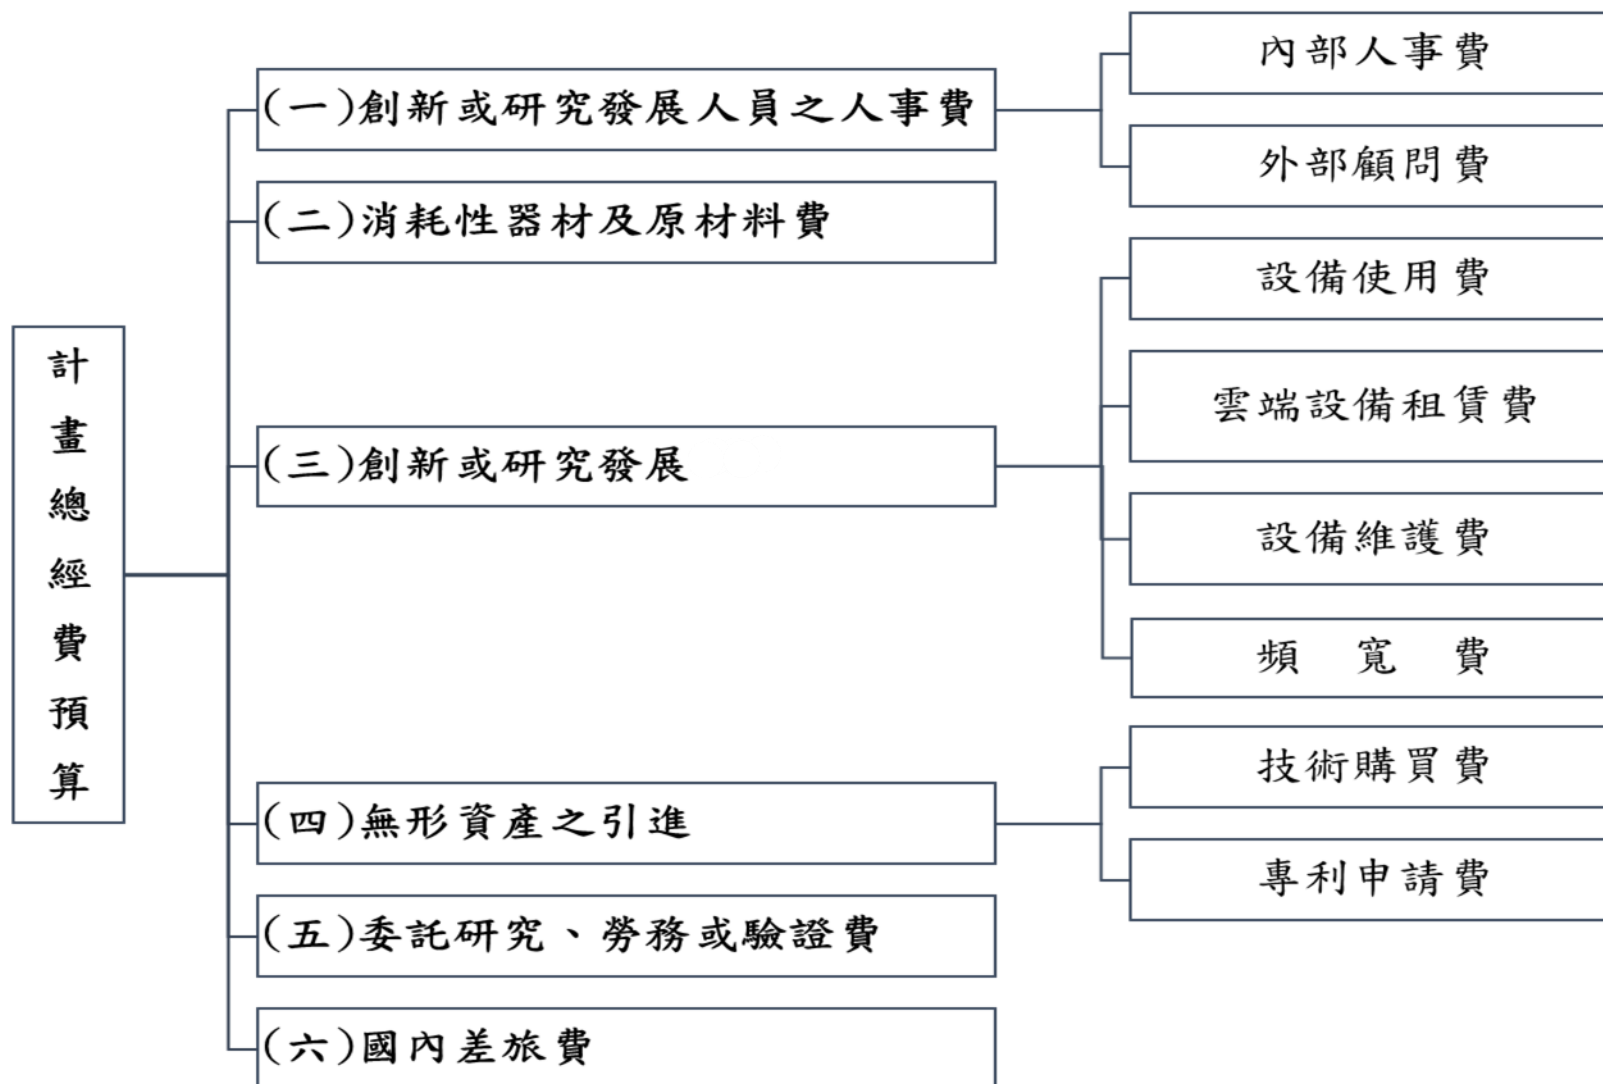 計畫總經費預算
(一)創新或研究發展人員之人事費
內部人事費
外部顧問費
(二)消耗性器材及原材料費
(三)創新或研究發展
設備使用費
雲端設備租賃費
設備維護費
頻寬費
(四)無形資產之引進
技術購買費
專利申請費
(五)委託研究、勞務或驗證費
(六)國內差旅費